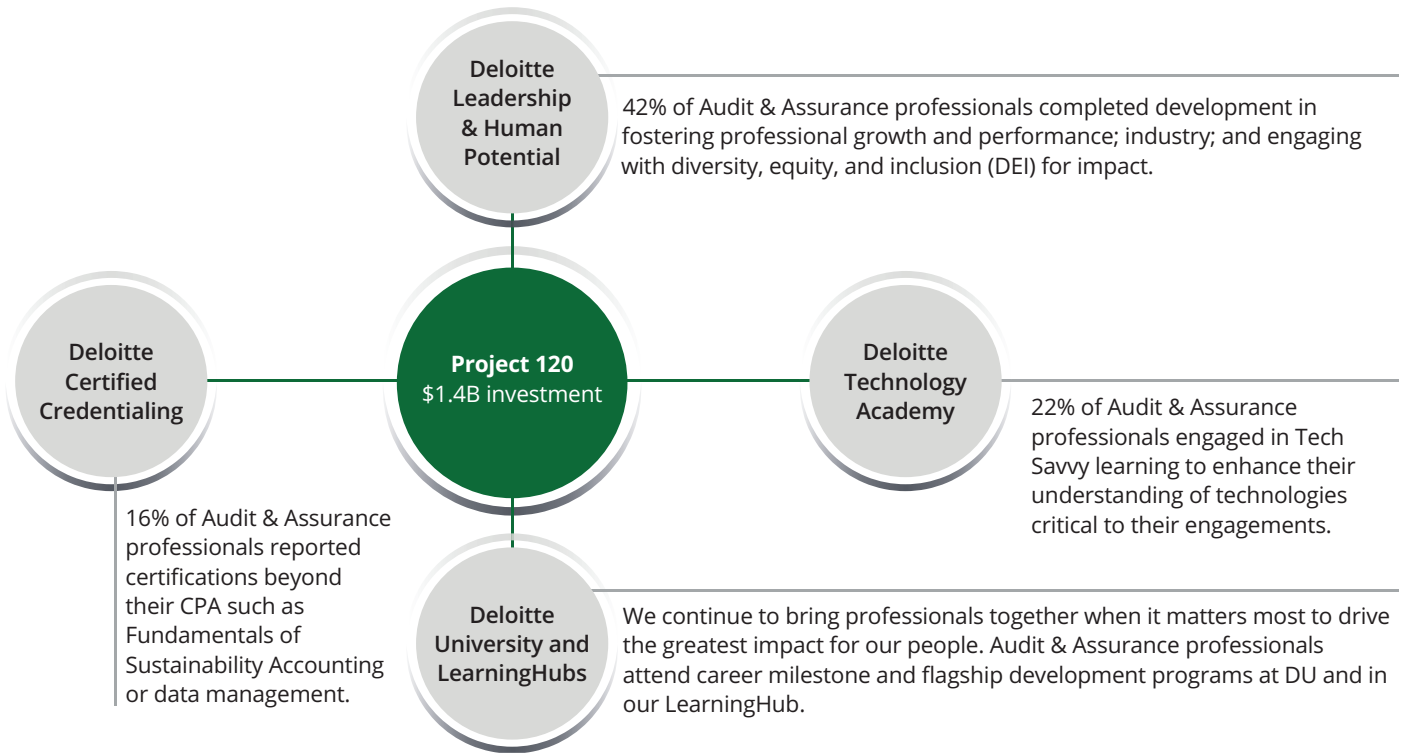 Deloitte
Leadership
& Human
Potential
42% of Audit & Assurance professionals completed development in
fostering professional growth and performance; industry; and engaging
with diversity, equity, and inclusion (DEI) for impact.
Deloitte
Certified
Credentialing
16% of Audit & Assurance
professionals reported
certifications beyond
their CPA such as
Fundamentals of
Sustainability Accounting
or data management.
Project 120
$1.4B investment
Deloitte
Technology
Academy
22% of Audit & Assurance
professionals engaged in Tech
Savvy learning to enhance their
understanding of technologies
critical to their engagements.
Deloitte
University and
LearningHubs
We continue to bring professionals together when it matters most to drive
the greatest impact for our people. Audit & Assurance professionals
attend career milestone and flagship development programs at DU and in
our LearningHub.